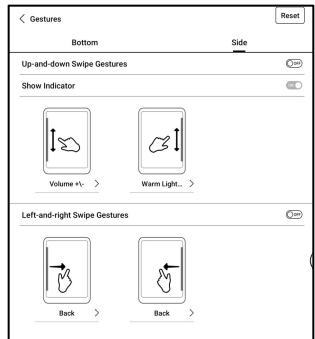 Gestures
Reset
Bottom
Side
Up-and-down Swipe Gestures
OFF
Show Indicator
Volume +\-
Warm Light...
Left-and-right Swipe Gestures
OFF
Back
Back